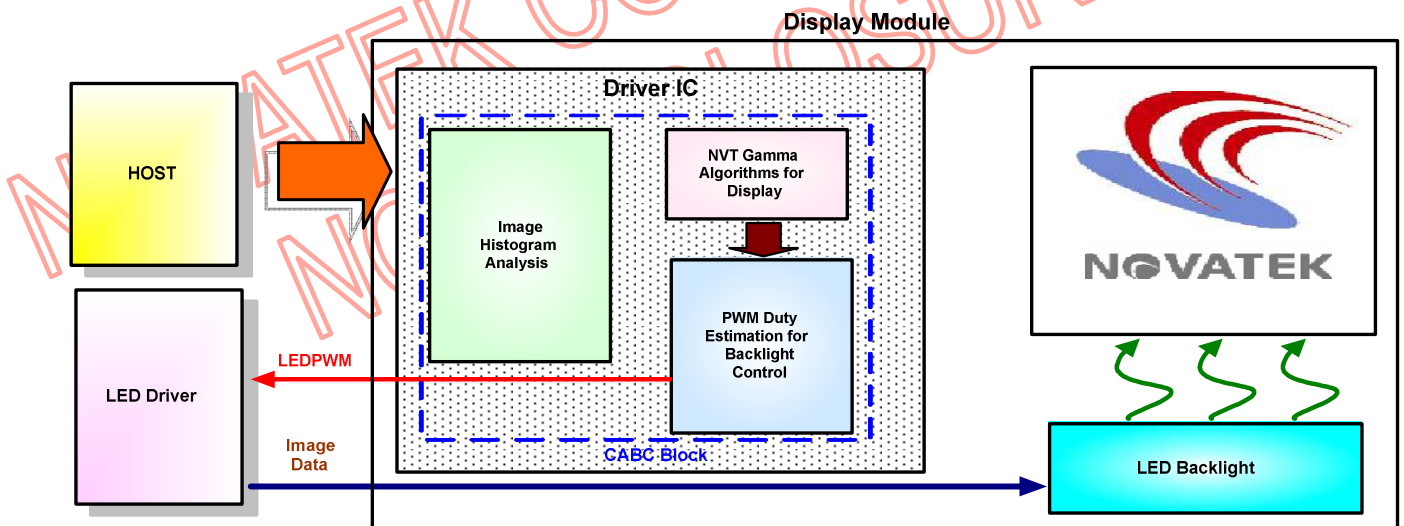 Display Module
Driver IC
HOST
NVT Gamma
Algorithms for
Display
Image
Histogram
Analysis
NOVATEK
PWM Duty
Estimation for
Backlight
Control
LEDPWM
LED Driver
Image
Data
CABC Block
LED Backlight